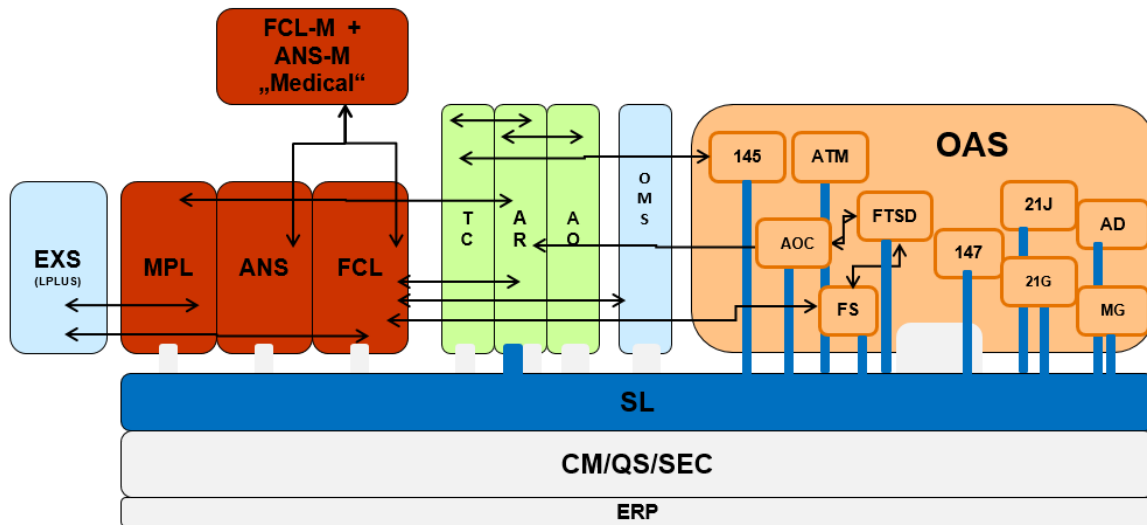 FCL-M +
ANS-M
„Medical“
EXS
(LPLUS)
MPL
ANS
FCL
T
C
A
R
A
O
O
M
S
OAS
145
ATM
AOC
FTSD
FS
147
21J
21G
AD
MG
SL
CM/QS/SEC
ERP